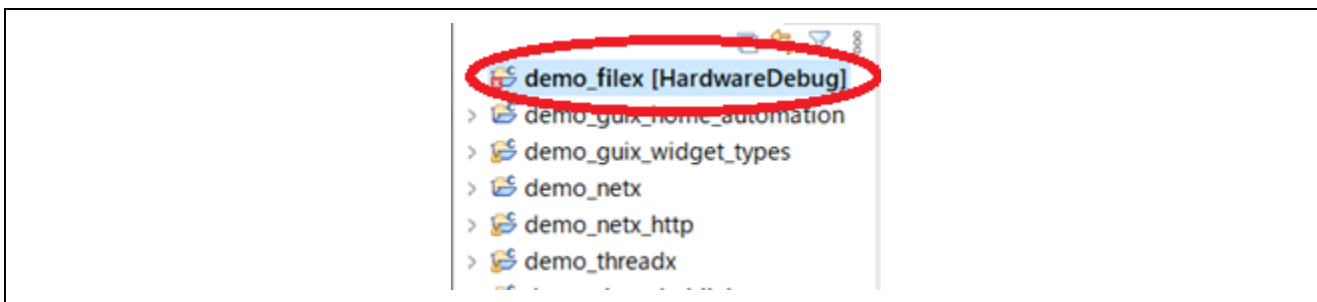 demo_filex [HardwareDebug]
demo_guix_home_automation
demo_guix_widget_types
demo_netx
demo_netx_http
demo_threadx